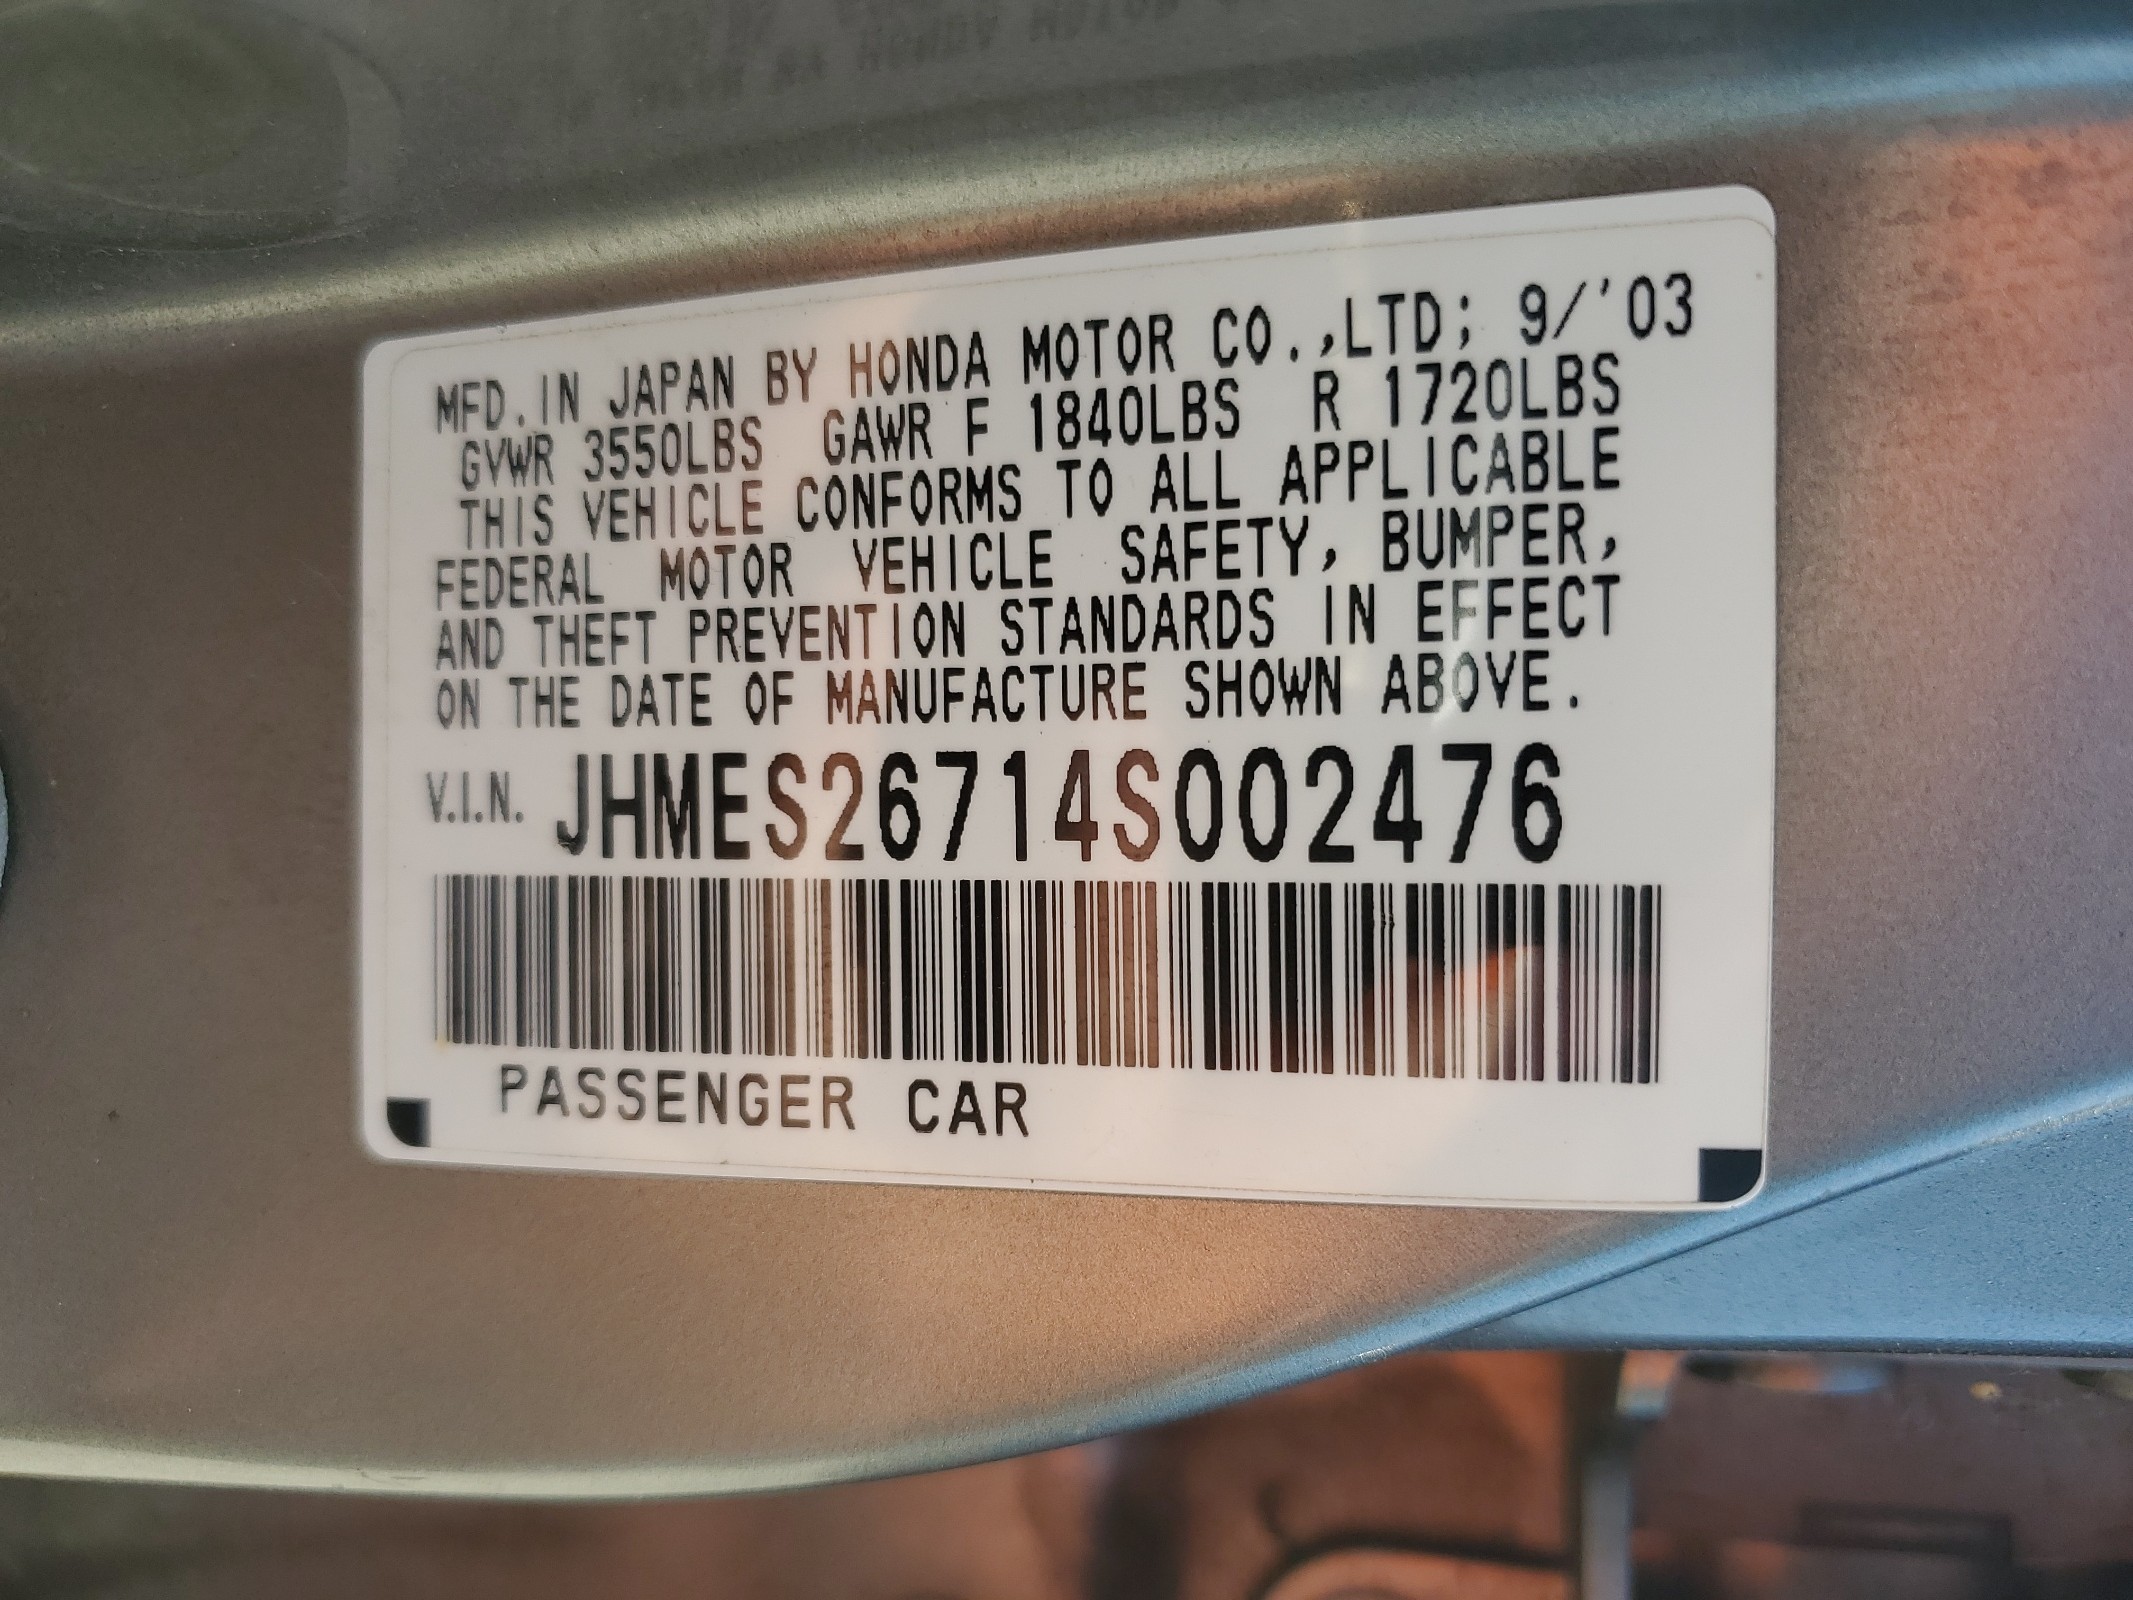 MFD.IN JAPAN BY HONDA MOTOR CO.,LTD; 9/'03
GVWR 3550LBS GAWR F 1840LBS R 1720LBS
THIS VEHICLE CONFORMS TO ALL APPLICABLE
FEDERAL MOTOR VEHICLE SAFETY, BUMPER,
AND THEFT PREVENTION STANDARDS IN EFFECT
ON THE DATE OF MANUFACTURE SHOWN ABOVE.
V.I.N. JHMES26714S002476
PASSENGER CAR